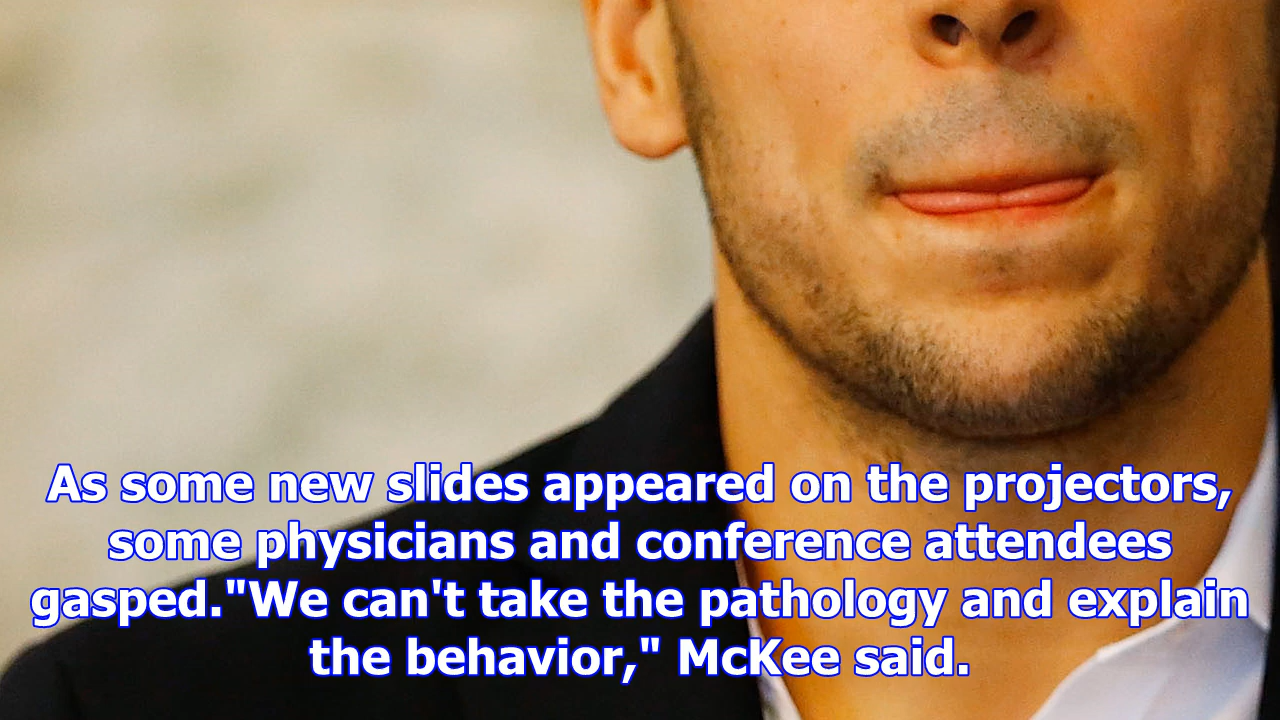 As some new slides appeared on the projectors,
some physicians and conference attendees
gasped."We can't take the pathology and explain
the behavior," McKee said.